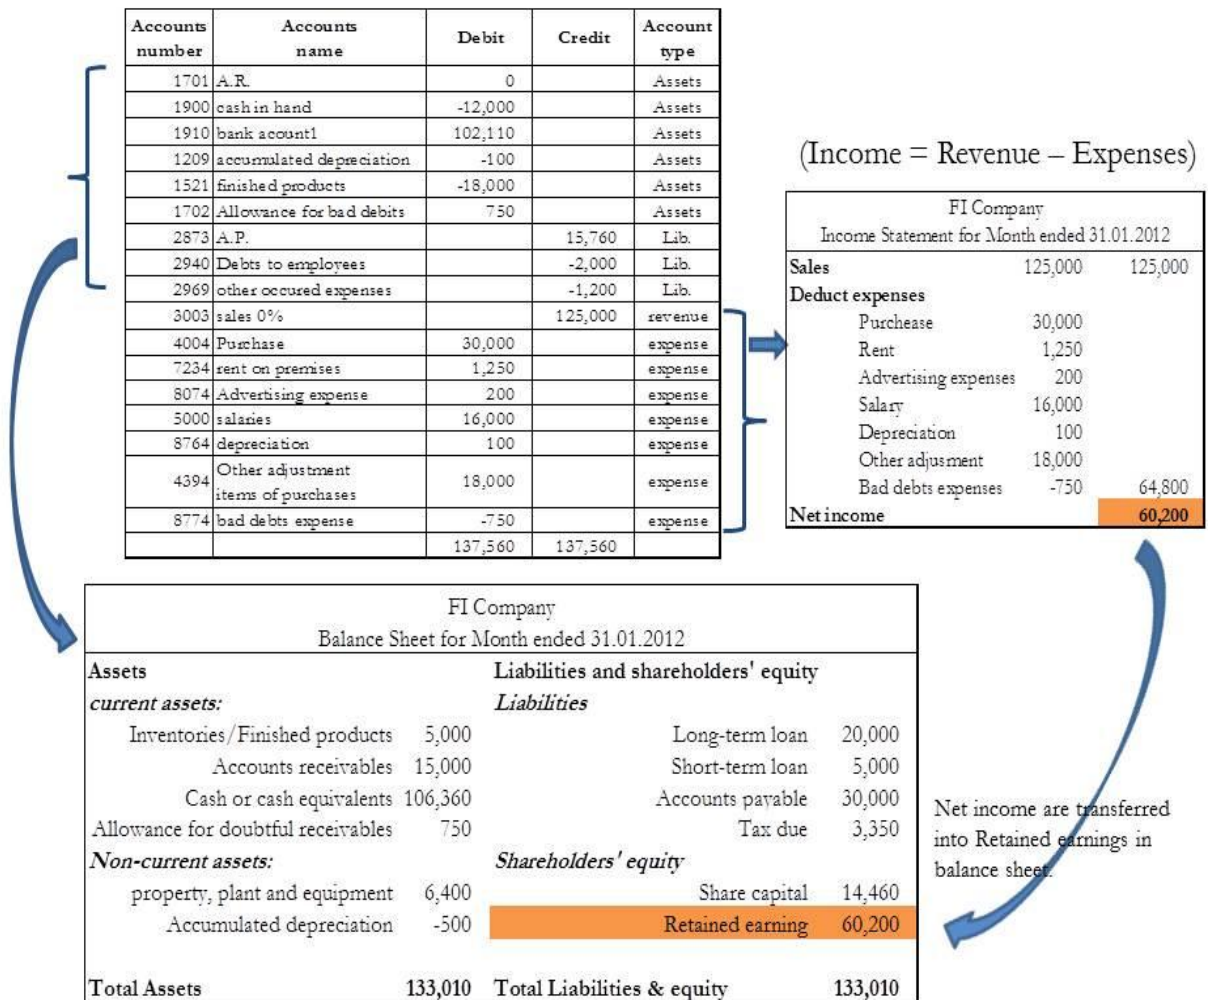 Accounts number Accounts name Debit Credit Account type
1701 A.R. 0 Assets
1900 cash in hand -12,000 Assets
1910 bank acount1 102,110 Assets
1209 accumulated depreciation -100 Assets
1521 finished products -18,000 Assets
1702 Allowance for bad debits 750 Assets
2873 A.P. 15,760 Lib.
2940 Debts to employees -2,000 Lib.
2969 other occured expenses -1,200 Lib.
3003 sales 0% 125,000 revenue
4004 Purchase 30,000 expense
7234 rent on premises 1,250 expense
8074 Advertising expense 200 expense
5000 salaries 16,000 expense
8764 depreciation 100 expense
4394 Other adjustment items of purchases 18,000 expense
8774 bad debts expense -750 expense
137,560 137,560
(Income = Revenue – Expenses)
FI Company
Income Statement for Month ended 31.01.2012
Sales 125,000 125,000
Deduct expenses
Purchease 30,000
Rent 1,250
Advertising expenses 200
Salary 16,000
Depreciation 100
Other adjusment 18,000
Bad debts expenses -750 64,800
Net income 60,200
FI Company
Balance Sheet for Month ended 31.01.2012
Assets Liabilities and shareholders' equity
current assets: Liabilities
Inventories/Finished products 5,000 Long-term loan 20,000
Accounts receivables 15,000 Short-term loan 5,000
Cash or cash equivalents 106,360 Accounts payable 30,000
Allowance for doubtful receivables 750 Tax due 3,350
Non-current assets: Shareholders' equity
property, plant and equipment 6,400 Share capital 14,460
Accumulated depreciation -500 Retained earning 60,200
Total Assets 133,010 Total Liabilities & equity 133,010
Net income are transferred
into Retained earnings in
balance sheet.